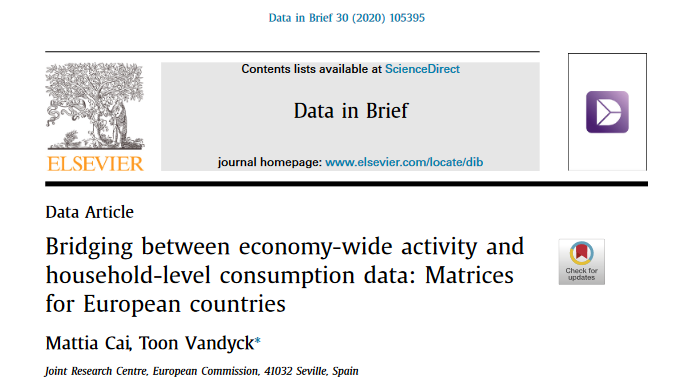 Data in Brief 30 (2020) 105395
Contents lists available at ScienceDirect
Data in Brief
journal homepage: www.elsevier.com/locate/dib
ELSEVIER
Data Article
Bridging between economy-wide activity and
household-level consumption data: Matrices
for European countries
Check for
updates
Mattia Cai, Toon Vandyck*
Joint Research Centre, European Commission, 41032 Seville, Spain